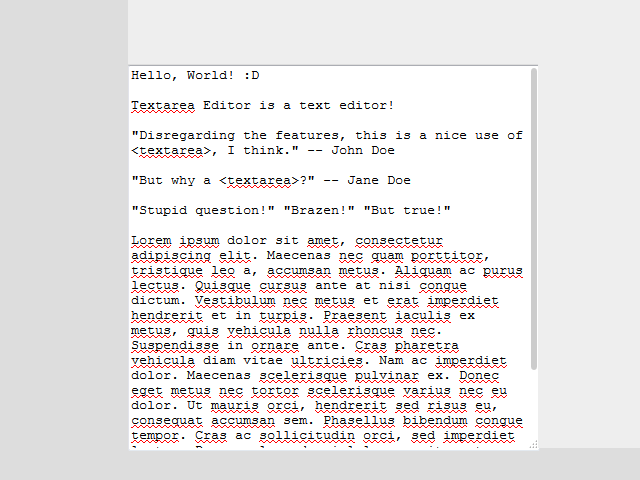 Hello, World! :D
Textarea Editor is a text editor!
"Disregarding the features, this is a nice use of
<textarea>, I think." -- John Doe
"But why a <textarea>?" -- Jane Doe
"Stupid question!" "Brazen!" "But true!"
Lorem ipsum dolor sit amet, consectetur
adipiscing elit. Maecenas nec quam porttitor,
tristique leo a, accumsan metus. Aliquam ac purus
lectus. Quisque cursus ante at nisi congue
dictum. Vestibulum nec metus et erat imperdiet
hendrerit et in turpis. Praesent iaculis ex
metus, quis vehicula nulla rhoncus nec.
Suspendisse in ornare ante. Cras pharetra
vehicula diam vitae ultricies. Nam ac imperdiet
dolor. Maecenas scelerisque pulvinar ex. Donec
eget metus nec tortor scelerisque varius nec eu
dolor. Ut mauris orci, hendrerit sed risus eu,
consequat accumsan sem. Phasellus bibendum congue
tempor. Cras ac sollicitudin orci, sed imperdiet